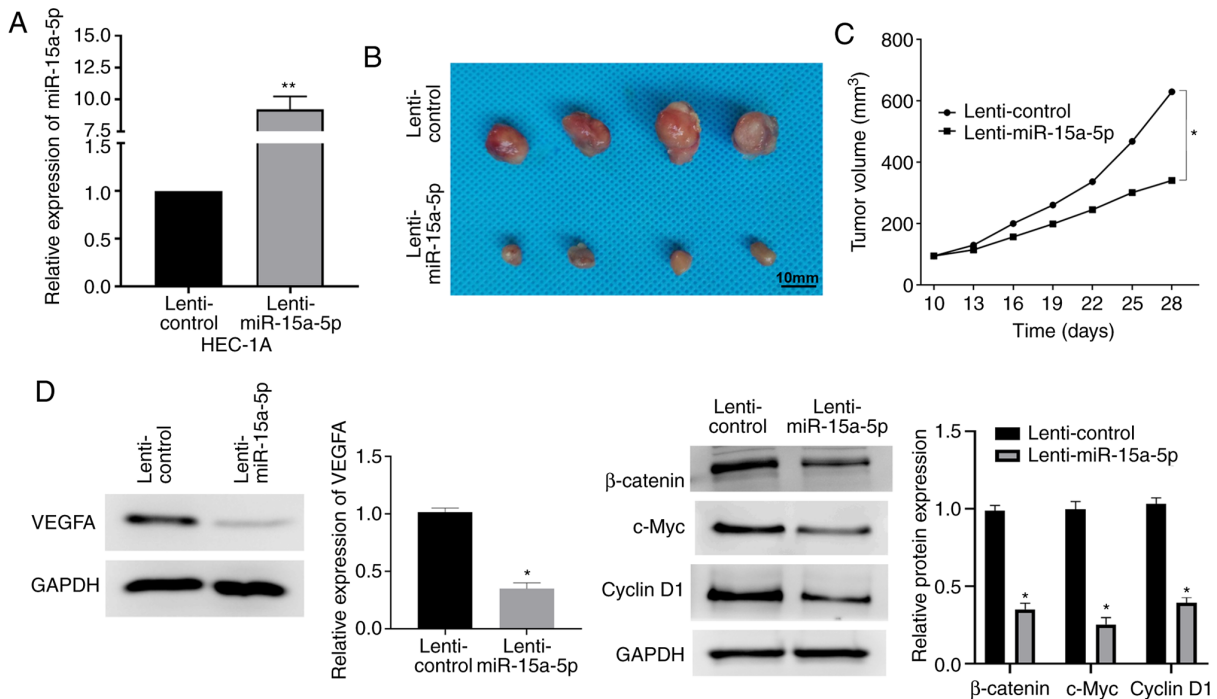 A
Relative expression of miR-15a-5p
15.0
12.5
10.0
7.5
1.5
1.0
0.5
0.0
**
Lenti-
control
Lenti-
miR-15a-5p
HEC-1A
B
Lenti-
control
Lenti-
miR-15a-5p
10mm
C
Tumor volume (mm3)
800
600
400
200
0
Lenti-control
Lenti-miR-15a-5p
*
10 13 16 19 22 25 28
Time (days)
D
Lenti-
control
Lenti-
miR-15a-5p
VEGFA
GAPDH
Relative expression of VEGFA
1.5
1.0
0.5
0.0
*
Lenti-
control
Lenti-
miR-15a-5p
Lenti-
control
Lenti-
miR-15a-5p
β-catenin
c-Myc
Cyclin D1
GAPDH
Relative protein expression
1.5
1.0
0.5
0.0
Lenti-control
Lenti-miR-15a-5p
*
*
*
β-catenin c-Myc Cyclin D1